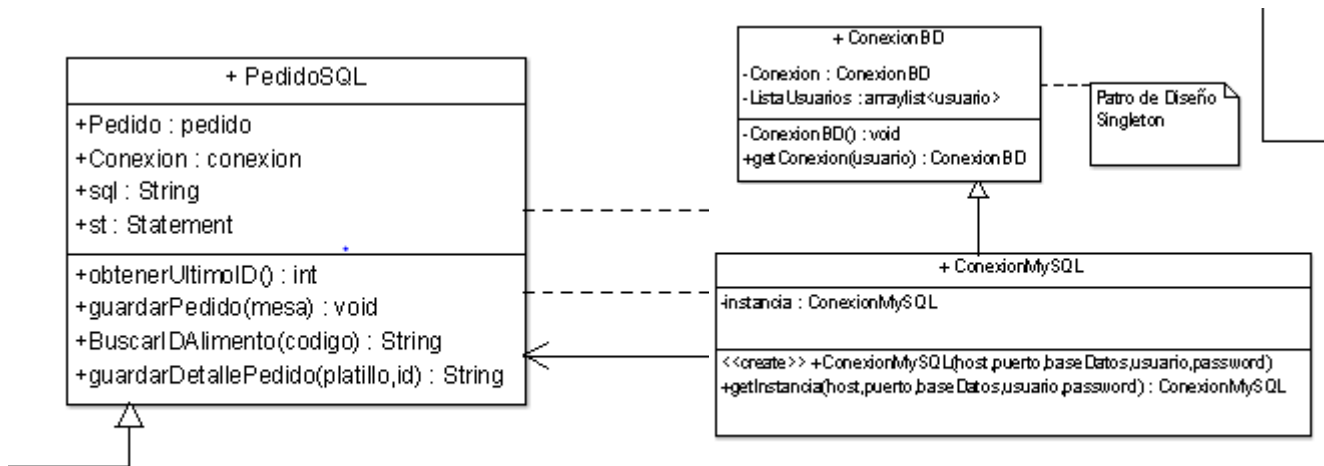 + PedidoSQL
+Pedido : pedido
+Conexion : conexion
+sql : String
+st : Statement
+obtenerUltimoID() : int
+guardarPedido(mesa) : void
+BuscarIDAlimento(codigo) : String
+guardarDetallePedido(platillo,id) : String
+ ConexionBD
-Conexion : ConexionBD
-ListaUsuarios : arraylist<usuario>
-ConexionBD() : void
+getConexion(usuario) : ConexionBD
Patro de Diseño
Singleton
+ ConexionMySQL
-instancia : ConexionMySQL
<<create>> +ConexionMySQL(host,puerto,baseDatos,usuario,password)
+getInstancia(host,puerto,baseDatos,usuario,password) : ConexionMySQL